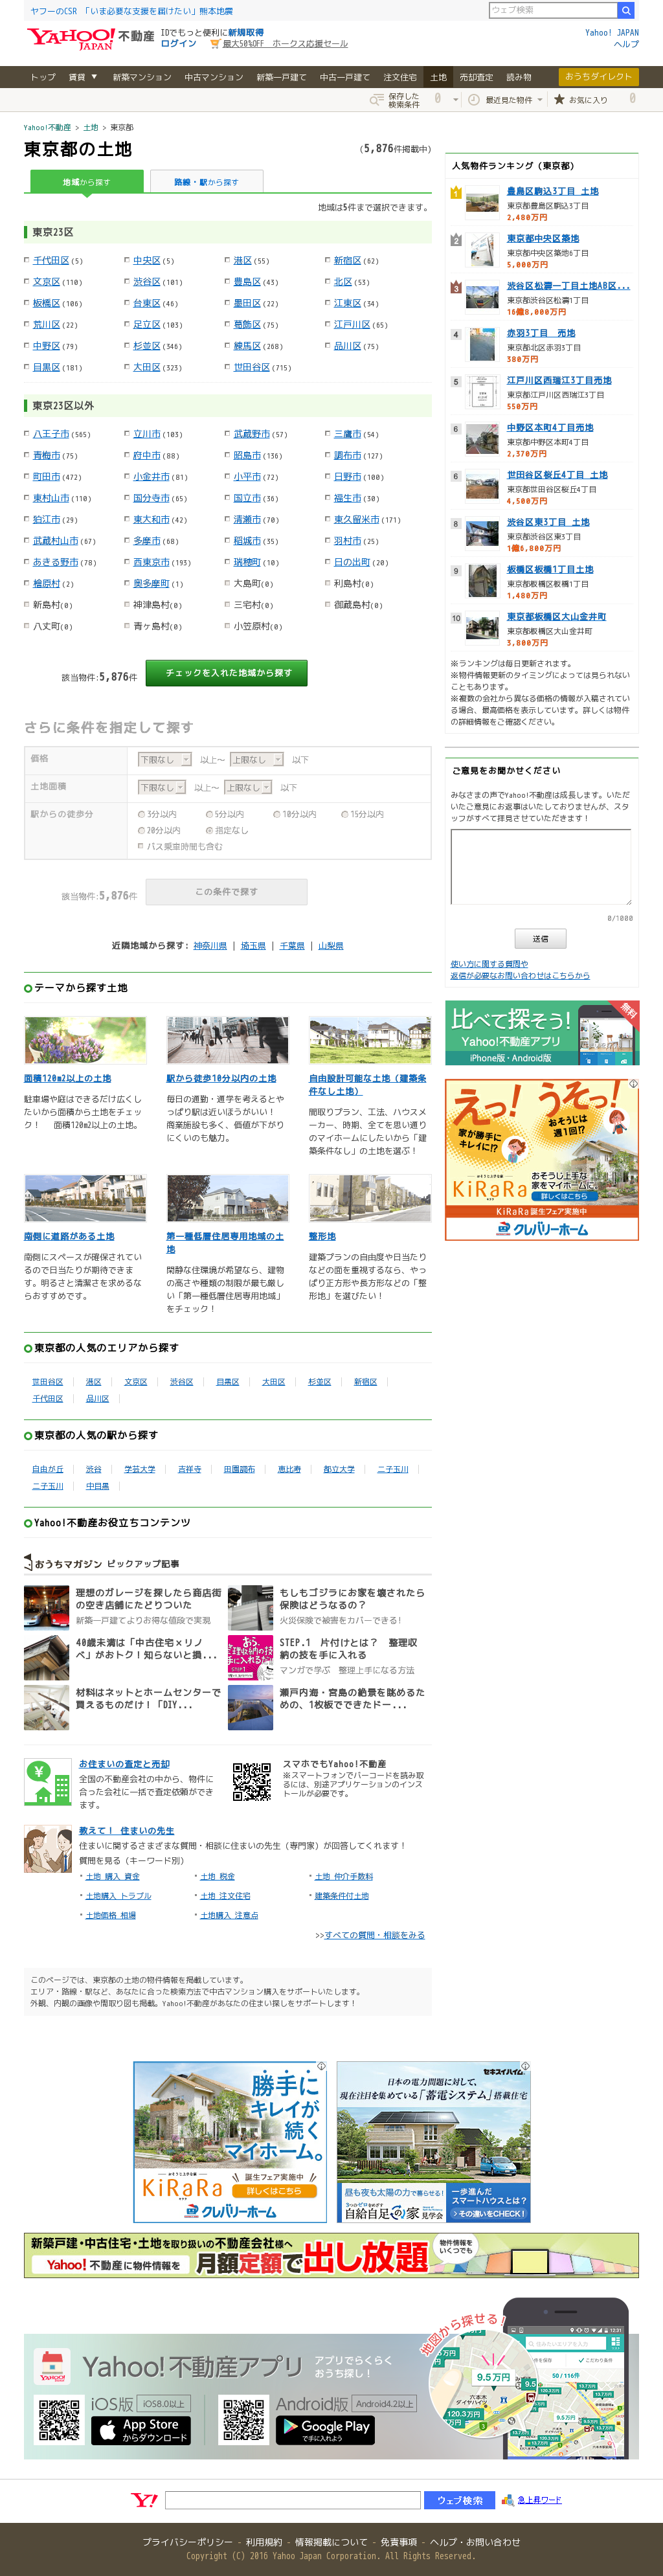 ヤフーのCSR 「いま必要な支援を届けたい」熊本地震
ウェブ検索
YAHOO!不動産 JAPAN
IDでもっと便利に新規取得
ログイン
最大50%OFF ホークス応援セール
Yahoo! JAPAN
ヘルプ
トップ 賃貸 ▼ 新築マンション 中古マンション 新築一戸建て 中古一戸建て 注文住宅 土地 売却査定 読み物 おうちダイレクト
保存した検索条件 0 最近見た物件 お気に入り 0
Yahoo!不動産 > 土地 > 東京都
東京都の土地
(5,876件掲載中)
地域から探す
路線・駅から探す
地域は5件まで選択できます。
東京23区
千代田区(5) 中央区(5) 港区(55) 新宿区(62)
文京区(110) 渋谷区(101) 豊島区(43) 北区(53)
板橋区(106) 台東区(46) 墨田区(22) 江東区(34)
荒川区(22) 足立区(103) 葛飾区(75) 江戸川区(65)
中野区(79) 杉並区(346) 練馬区(268) 品川区(75)
目黒区(181) 大田区(323) 世田谷区(715)
東京23区以外
八王子市(565) 立川市(103) 武蔵野市(57) 三鷹市(54)
青梅市(75) 府中市(88) 昭島市(136) 調布市(127)
町田市(472) 小金井市(81) 小平市(72) 日野市(100)
東村山市(110) 国分寺市(65) 国立市(36) 福生市(30)
狛江市(29) 東大和市(42) 清瀬市(70) 東久留米市(171)
武蔵村山市(67) 多摩市(68) 稲城市(35) 羽村市(25)
あきる野市(78) 西東京市(193) 瑞穂町(10) 日の出町(20)
檜原村(2) 奥多摩町(1) 大島町(0) 利島村(0)
新島村(0) 神津島村(0) 三宅村(0) 御蔵島村(0)
八丈町(0) 青ヶ島村(0) 小笠原村(0)
該当物件:5,876件
チェックを入れた地域から探す
さらに条件を指定して探す
価格 下限なし 以上〜 上限なし 以下
土地面積 下限なし 以上〜 上限なし 以下
駅からの徒歩分 3分以内 5分以内 10分以内 15分以内
20分以内 指定なし
バス乗車時間も含む
該当物件:5,876件
この条件で探す
近隣地域から探す: 神奈川県 | 埼玉県 | 千葉県 | 山梨県
テーマから探す土地
面積120m2以上の土地
駐車場や庭はできるだけ広くしたいから面積から土地をチェック！ 面積120m2以上の土地。
駅から徒歩10分以内の土地
毎日の通勤・通学を考えるとやっぱり駅は近いほうがいい！ 商業施設も多く、価値が下がりにくいのも魅力。
自由設計可能な土地（建築条件なし土地）
間取りプラン、工法、ハウスメーカー、時期、全てを思い通りのマイホームにしたいから「建築条件なし」の土地を選ぶ！
南側に道路がある土地
南側にスペースが確保されているので日当たりが期待できます。明るさと清潔さを求めるならおすすめです。
第一種低層住居専用地域の土地
閑静な住環境が希望なら、建物の高さや種類の制限が最も厳しい「第一種低層住居専用地域」をチェック！
整形地
建築プランの自由度や日当たりなどの面を重視するなら、やっぱり正方形や長方形などの「整形地」を選びたい！
東京都の人気のエリアから探す
世田谷区 港区 文京区 渋谷区 目黒区 大田区 杉並区 新宿区
千代田区 品川区
東京都の人気の駅から探す
自由が丘 渋谷 学芸大学 吉祥寺 田園調布 恵比寿 都立大学 二子玉川
二子玉川 中目黒
Yahoo!不動産お役立ちコンテンツ
おうちマガジン ピックアップ記事
理想のガレージを探したら商店街の空き店舗にたどりついた
新築一戸建てよりお得な値段で実現
もしもゴジラにお家を壊されたら保険はどうなるの？
火災保険で被害をカバーできる!
40歳未満は「中古住宅×リノベ」がおトク！知らないと損...
STEP.1 片付けとは？ 整理収納の技を手に入れる
マンガで学ぶ 整理上手になる方法
材料はネットとホームセンターで買えるものだけ！「DIY...
瀬戸内海・宮島の絶景を眺めるための、1枚板でできたドー...
お住まいの査定と売却
全国の不動産会社の中から、物件に合った会社に一括で査定依頼ができます。
スマホでもYahoo!不動産
※スマートフォンでバーコードを読み取るには、別途アプリケーションのインストールが必要です。
教えて！ 住まいの先生
住まいに関するさまざまな質問・相談に住まいの先生（専門家）が回答してくれます！
質問を見る（キーワード別）
土地 購入 資金 土地 税金 土地 仲介手数料
土地購入 トラブル 土地 注文住宅 建築条件付土地
土地価格 相場 土地購入 注意点
>>すべての質問・相談をみる
このページでは、東京都の土地の物件情報を掲載しています。
エリア・路線・駅など、あなたに合った検索方法で中古マンション購入をサポートいたします。
外観、内観の画像や間取り図も掲載。Yahoo!不動産があなたの住まい探しをサポートします！
人気物件ランキング（東京都）
1 豊島区駒込3丁目 土地
東京都豊島区駒込3丁目
2,480万円
2 東京都中央区築地
東京都中央区築地6丁目
5,000万円
3 渋谷区松濤一丁目土地AB区...
東京都渋谷区松濤1丁目
16億8,000万円
4 赤羽3丁目 売地
東京都北区赤羽3丁目
380万円
5 江戸川区西瑞江3丁目売地
東京都江戸川区西瑞江3丁目
550万円
6 中野区本町4丁目売地
東京都中野区本町4丁目
2,370万円
6 世田谷区桜丘4丁目 土地
東京都世田谷区桜丘4丁目
4,500万円
8 渋谷区東3丁目 土地
東京都渋谷区東3丁目
1億6,800万円
9 板橋区板橋1丁目土地
東京都板橋区板橋1丁目
1,480万円
10 東京都板橋区大山金井町
東京都板橋区大山金井町
3,800万円
※ランキングは毎日更新されます。
※物件情報更新のタイミングによっては見られないこともあります。
※複数の会社から異なる価格の情報が入稿されている場合、最高価格を表示しています。詳しくは物件の詳細情報をご確認ください。
ご意見をお聞かせください
みなさまの声でYahoo!不動産は成長します。いただいたご意見にお返事はいたしておりませんが、スタッフがすべて拝見させていただきます！
0/1000
送信
使い方に関する質問や
返信が必要なお問い合わせはこちらから
比べて探そう! 無料
Yahoo!不動産アプリ
iPhone版・Android版
えっ! うそっ!
家が勝手にキレイに!? おそうじは週1回!?
KiRaRa おそうじ上手な家をマイホームに。
詳しくはこちら
KiRaRa誕生フェア実施中
クレバリーホーム
勝手にキレイが続くマイホーム。
KiRaRa 誕生フェア実施中
詳しくはこちら
クレバリーホーム
セキスイハイム
日本の電力問題に対して、
現在注目を集めている「蓄電システム」搭載住宅
昼も夜も太陽の力で暮らせる!
自給自足の家 見学会
一歩進んだスマートハウスとは?
その違いをCHECK!
新築戸建・中古住宅・土地を取り扱いの不動産会社様へ
Yahoo!不動産に物件情報を 月額定額で出し放題
物件情報をいくつでも
Yahoo!不動産アプリ アプリでらくらくおうち探し!
地図から探せる!
iOS版 iOS8.0以上
App Storeからダウンロード
Android版 Android4.2以上
Google Play で手に入れよう
ウェブ検索 急上昇ワード
プライバシーポリシー - 利用規約 - 情報掲載について - 免責事項 - ヘルプ・お問い合わせ
Copyright (C) 2016 Yahoo Japan Corporation. All Rights Reserved.